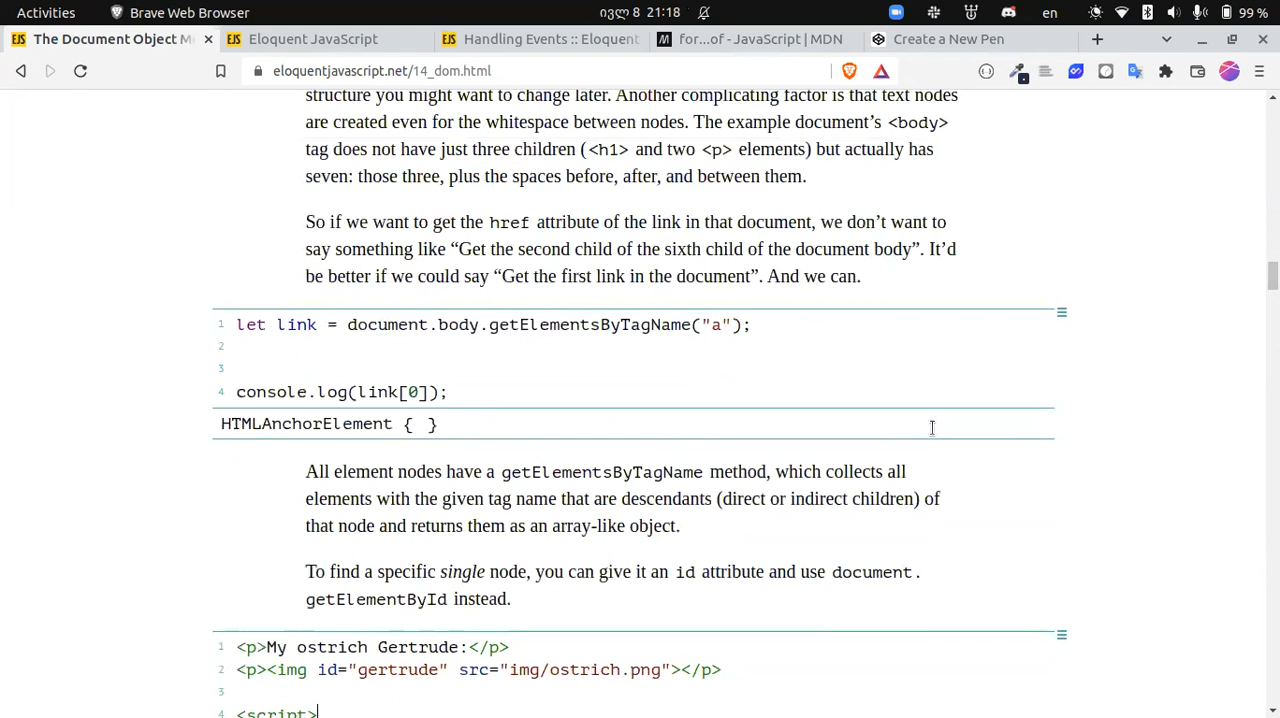 Activities
Brave Web Browser
ივლ 8 21:18
en
99 %
The Document Object Mo
Eloquent JavaScript
Handling Events :: Eloquent
for...of - JavaScript | MDN
Create a New Pen
eloquentjavascript.net/14_dom.html
structure you might want to change later. Another complicating factor is that text nodes
are created even for the whitespace between nodes. The example document’s <body>
tag does not have just three children (<h1> and two <p> elements) but actually has
seven: those three, plus the spaces before, after, and between them.
So if we want to get the href attribute of the link in that document, we don’t want to
say something like “Get the second child of the sixth child of the document body”. It’d
be better if we could say “Get the first link in the document”. And we can.
1 let link = document.body.getElementsByTagName("a");
2
3
4 console.log(link[0]);
HTMLAnchorElement { }
All element nodes have a getElementsByTagName method, which collects all
elements with the given tag name that are descendants (direct or indirect children) of
that node and returns them as an array-like object.
To find a specific single node, you can give it an id attribute and use document.
getElementById instead.
1 <p>My ostrich Gertrude:</p>
2 <p><img id="gertrude" src="img/ostrich.png"></p>
3
4 <script>